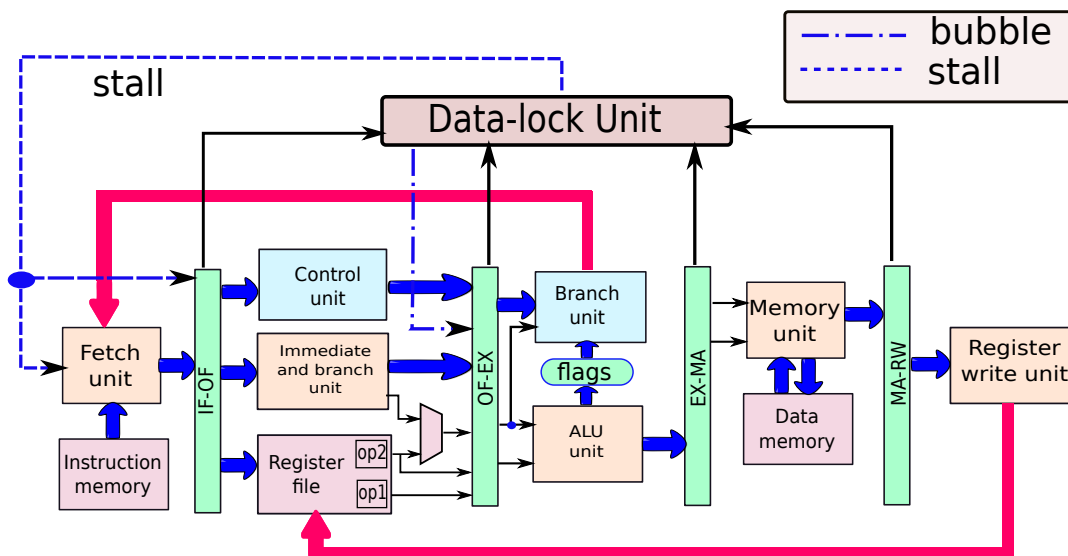 bubble
stall
stall
Data-lock Unit
Control
unit
Branch
unit
Memory
unit
Fetch
unit
Immediate
and branch
unit
flags
Register
write unit
IF-OF
OF-EX
EX-MA
MA-RW
Instruction
memory
Register
file
op2
op1
ALU
unit
Data
memory